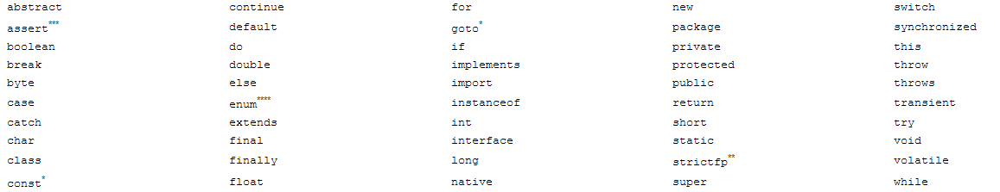 abstract continue for new switch
assert*** default goto* package synchronized
boolean do if private this
break double implements protected throw
byte else import public throws
case enum**** instanceof return transient
catch extends int short try
char final interface static void
class finally long strictfp** volatile
const* float native super while